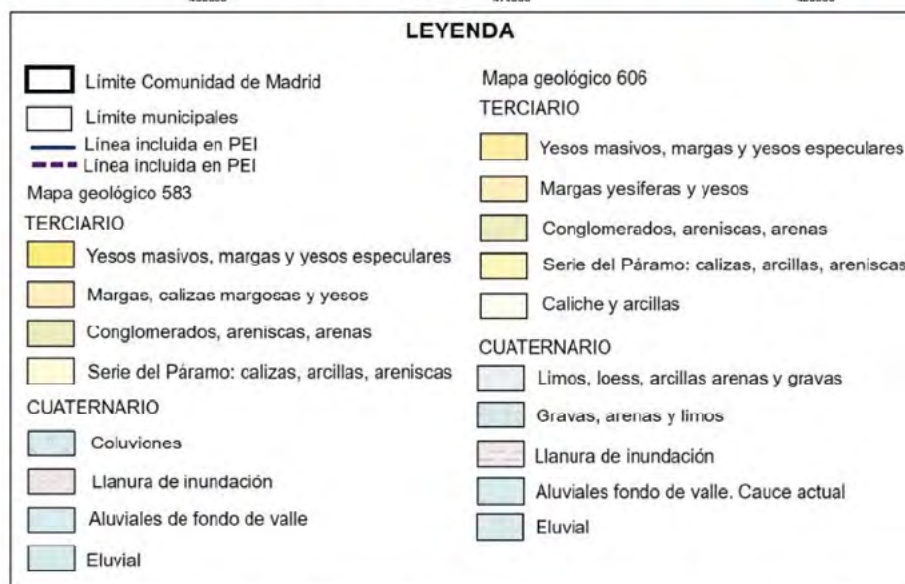 LEYENDA
Límite Comunidad de Madrid
Límite municipales
Línea incluida en PEI
Línea incluida en PEI
Mapa geológico 583
TERCIARIO
Yesos masivos, margas y yesos especulares
Margas, calizas margosas y yesos
Conglomerados, areniscas, arenas
Serie del Páramo: calizas, arcillas, areniscas
CUATERNARIO
Coluviones
Llanura de inundación
Aluviales de fondo de valle
Eluvial
Mapa geológico 606
TERCIARIO
Yesos masivos, margas y yesos especulares
Margas yesiferas y yesos
Conglomerados, areniscas, arenas
Serie del Páramo: calizas, arcillas, areniscas
Caliche y arcillas
CUATERNARIO
Limos, loess, arcillas arenas y gravas
Gravas, arenas y limos
Llanura de inundación
Aluviales fondo de valle. Cauce actual
Eluvial